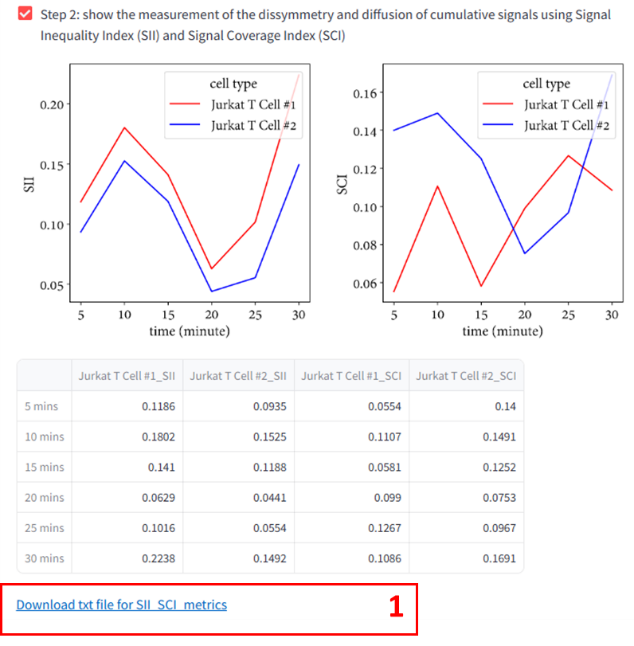 Step 2: show the measurement of the dissymmetry and diffusion of cumulative signals using Signal
Inequality Index (SII) and Signal Coverage Index (SCI)
cell type
Jurkat T Cell #1
Jurkat T Cell #2
0.20
0.15
0.10
0.05
SII
5 10 15 20 25 30
time (minute)
cell type
Jurkat T Cell #1
Jurkat T Cell #2
0.16
0.14
0.12
0.10
0.08
0.06
SCI
5 10 15 20 25 30
time (minute)
Jurkat T Cell #1_SII Jurkat T Cell #2_SII Jurkat T Cell #1_SCI Jurkat T Cell #2_SCI
5 mins 0.1186 0.0935 0.0554 0.14
10 mins 0.1802 0.1525 0.1107 0.1491
15 mins 0.141 0.1188 0.0581 0.1252
20 mins 0.0629 0.0441 0.099 0.0753
25 mins 0.1016 0.0554 0.1267 0.0967
30 mins 0.2238 0.1492 0.1086 0.1691
Download txt file for SII_SCI_metrics 1